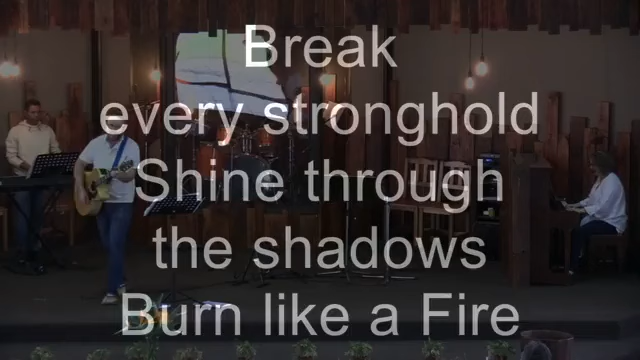 Break
every stronghold
Shine through
the shadows
Burn like a Fire